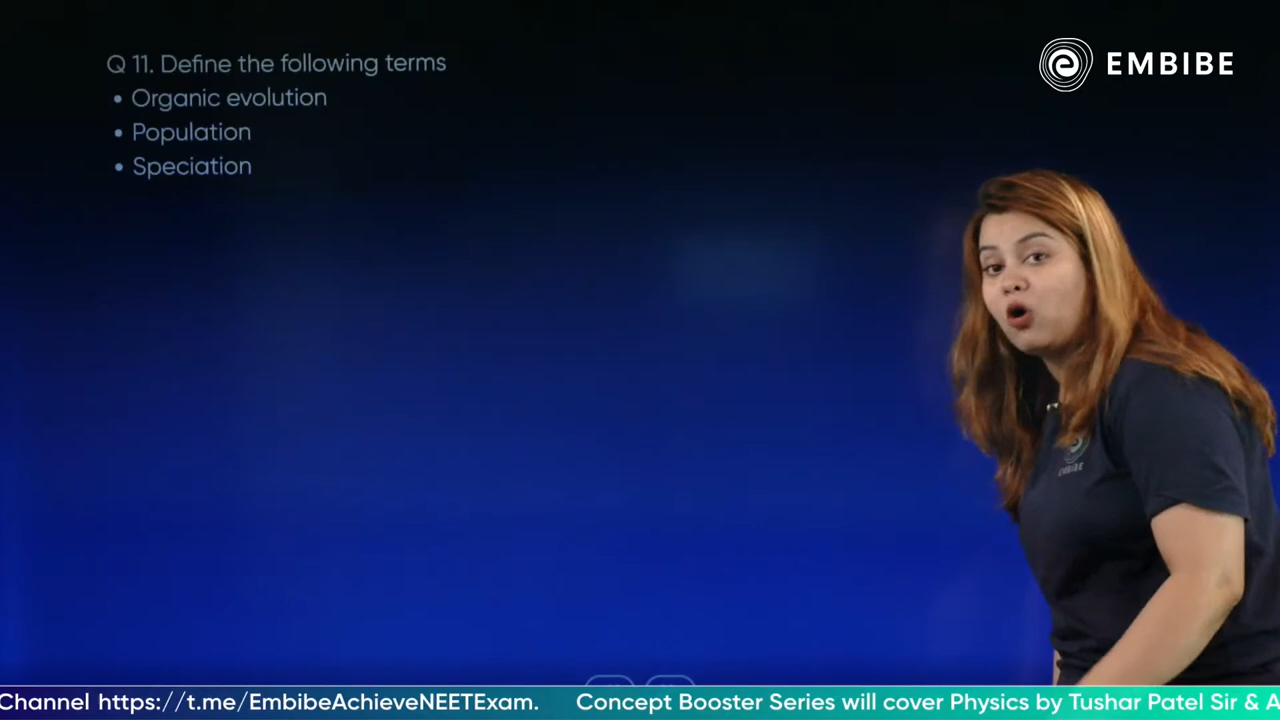 Q 11. Define the following terms
• Organic evolution
• Population
• Speciation
EMBIBE
EMBIBE
Channel https://t.me/EmbibeAchieveNEETExam. Concept Booster Series will cover Physics by Tushar Patel Sir & A